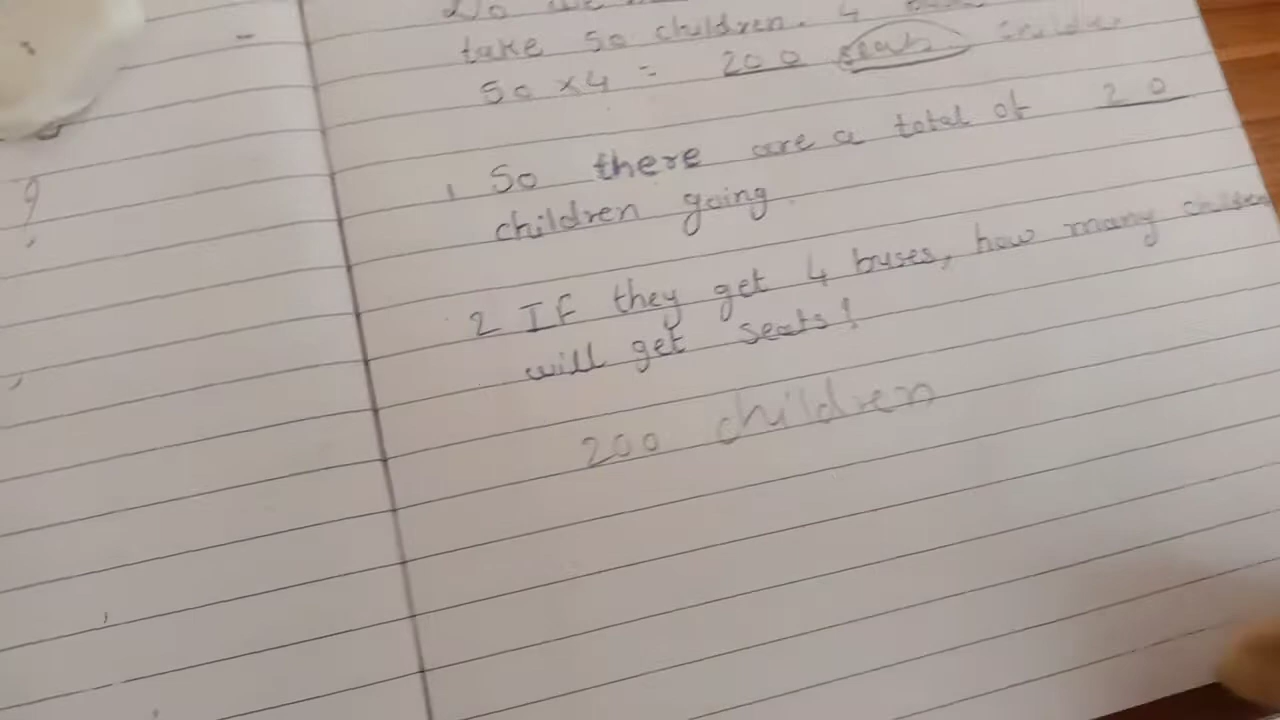 take 50 children. 4
50 x 4 = 200 seats
1 So there are a total of 20
children going.
2 If they get 4 buses, how many children
will get seats!
200 children